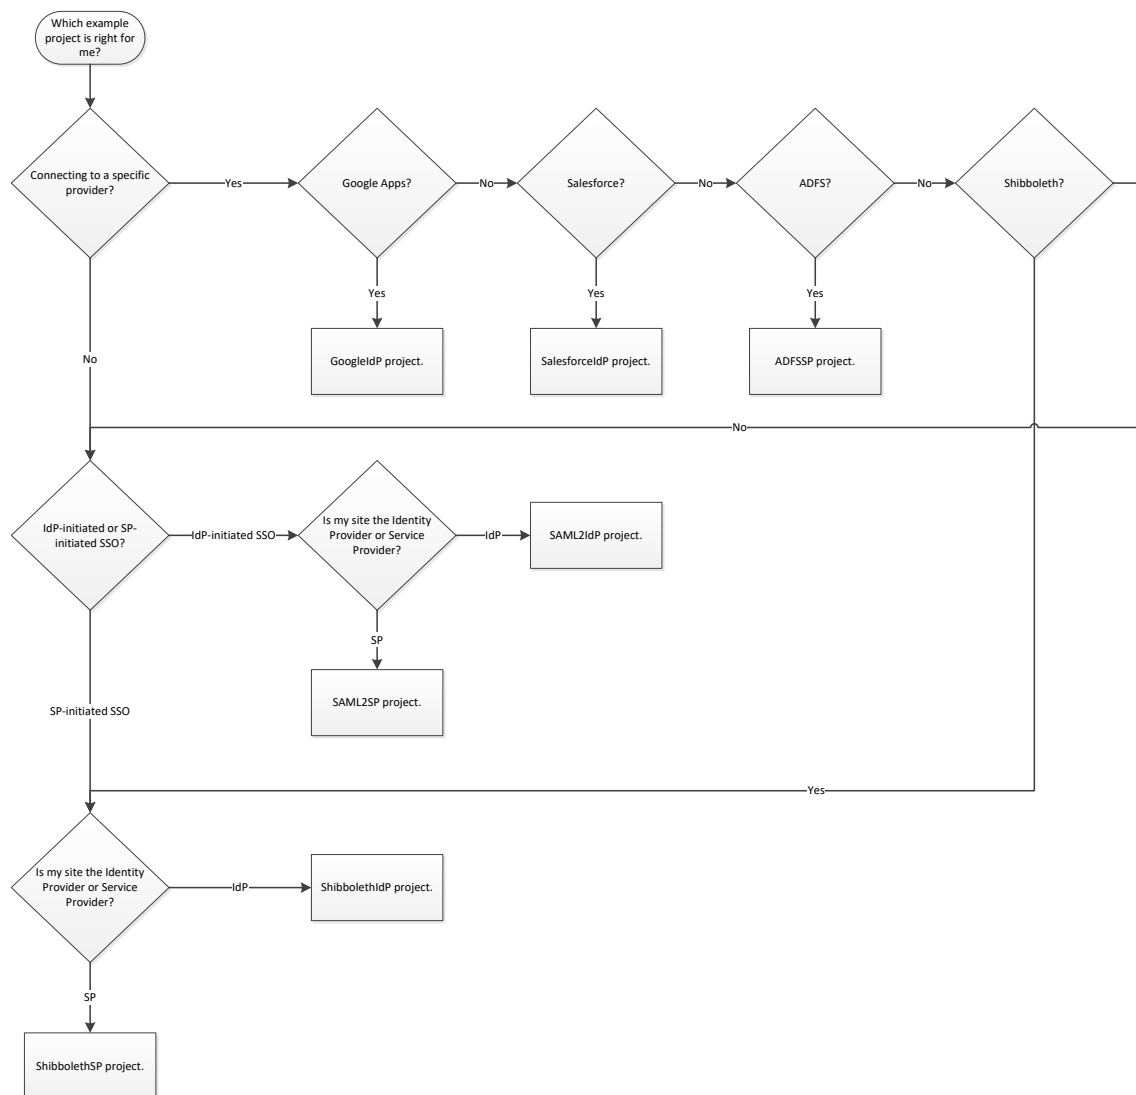 Which example
project is right for
me?
Connecting to a specific
provider?
Yes
Google Apps?
No
Salesforce?
No
ADFS?
No
Shibboleth?
Yes
Yes
Yes
GoogleIdP project.
SalesforceIdP project.
ADFSSP project.
No
No
IdP-initiated or SP-
initiated SSO?
IdP-initiated SSO
Is my site the Identity
Provider or Service
Provider?
IdP
SAML2IdP project.
SP
SAML2SP project.
SP-initiated SSO
Yes
Is my site the Identity
Provider or Service
Provider?
IdP
ShibbolethIdP project.
SP
ShibbolethSP project.